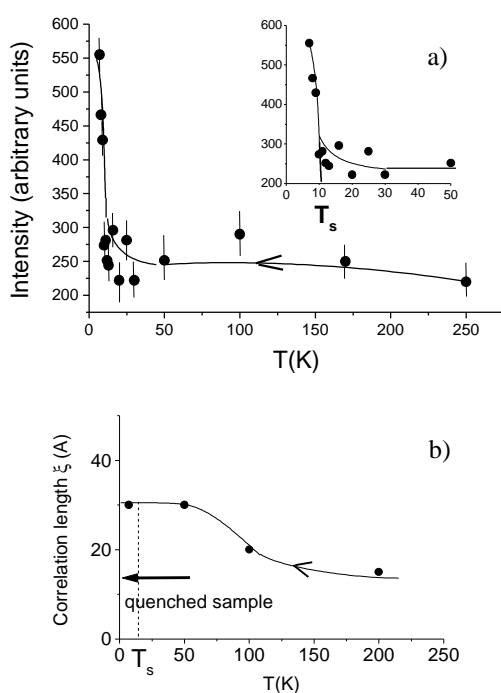 600
550
500
450
400
350
300
250
200
Intensity (arbitrary units)
0 50 100 150 200 250
T(K)
a)
600
500
400
300
200
0 10 20 30 40 50
Ts
b)
40
20
0
Correlation length ξ (A)
quenched sample
0 50 100 150 200 250
Ts
T(K)